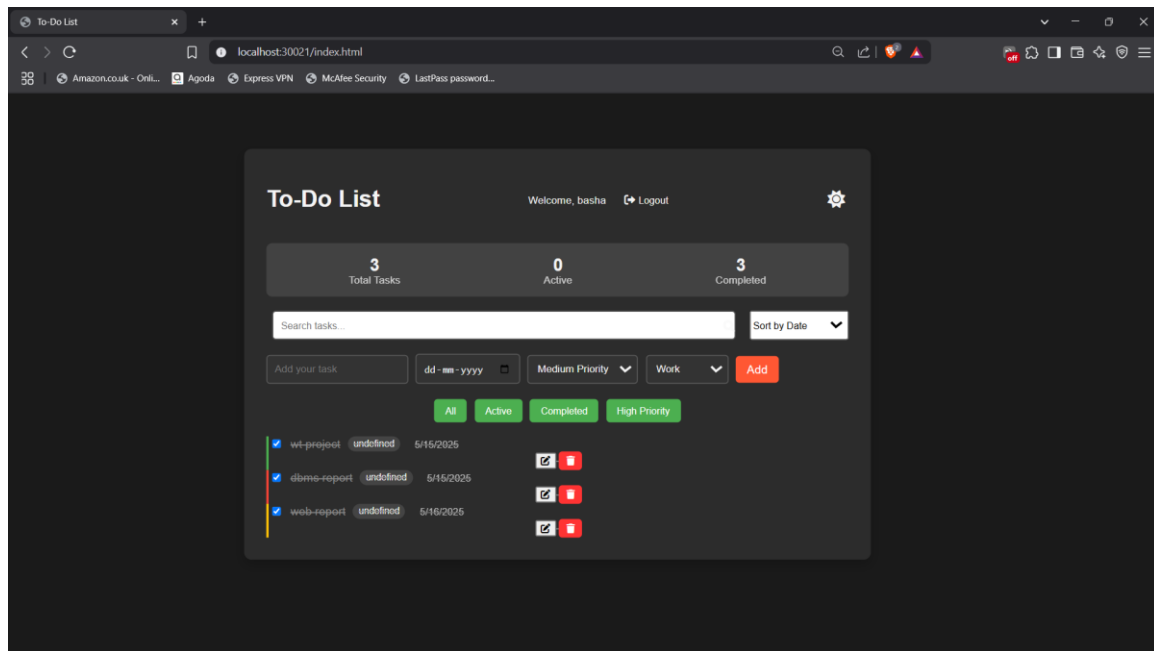 To-Do List
localhost:30021/index.html
off
Amazon.co.uk - Onli... Agoda Express VPN McAfee Security LastPass password...
To-Do List Welcome, basha Logout
3 0 3
Total Tasks Active Completed
Search tasks... Sort by Date
Add your task dd-mm-yyyy Medium Priority Work Add
All Active Completed High Priority
wt-project undefined 5/15/2025
dbms-report undefined 5/15/2025
web-report undefined 5/16/2025